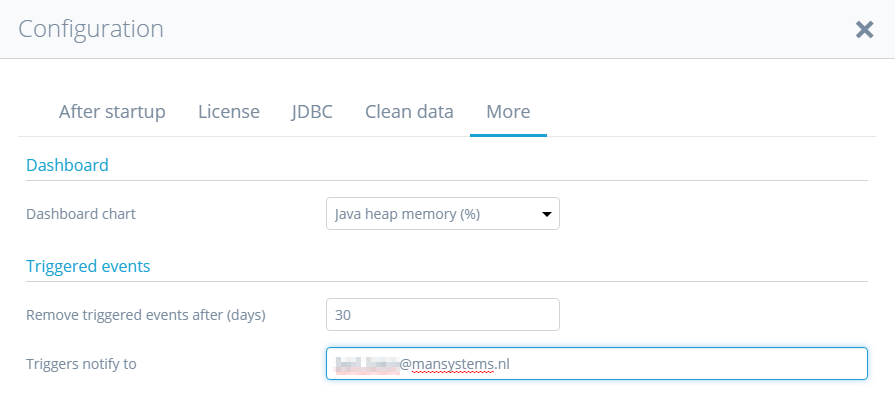 Configuration
After startup License JDBC Clean data More
Dashboard
Dashboard chart Java heap memory (%)
Triggered events
Remove triggered events after (days) 30
Triggers notify to @mansystems.nl